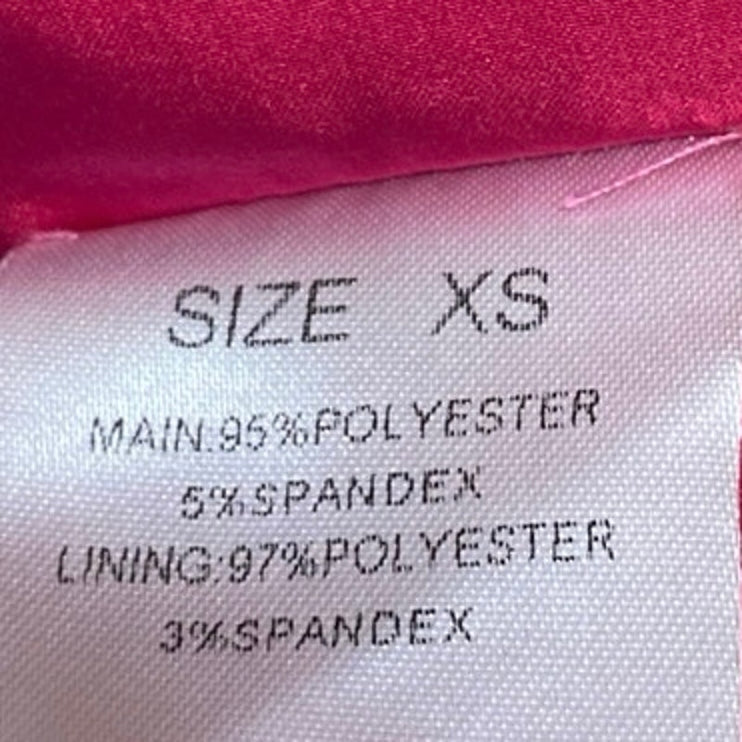 SIZE XS
MAIN:95%POLYESTER
5%SPANDEX
LINING:97%POLYESTER
3%SPANDEX